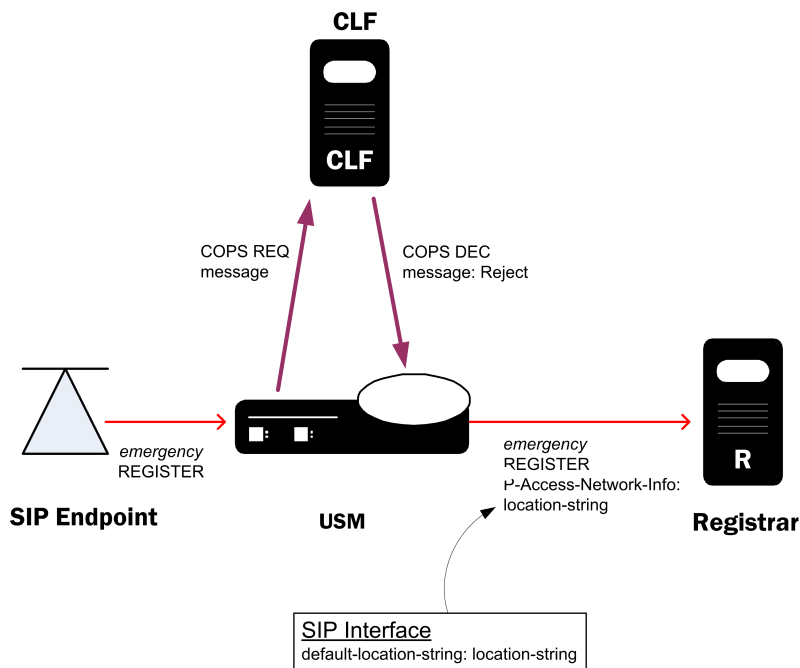 CLF
CLF
COPS REQ
message
COPS DEC
message: Reject
emergency
REGISTER
emergency
REGISTER
P-Access-Network-Info:
location-string
R
SIP Endpoint
USM
Registrar
SIP Interface
default-location-string: location-string